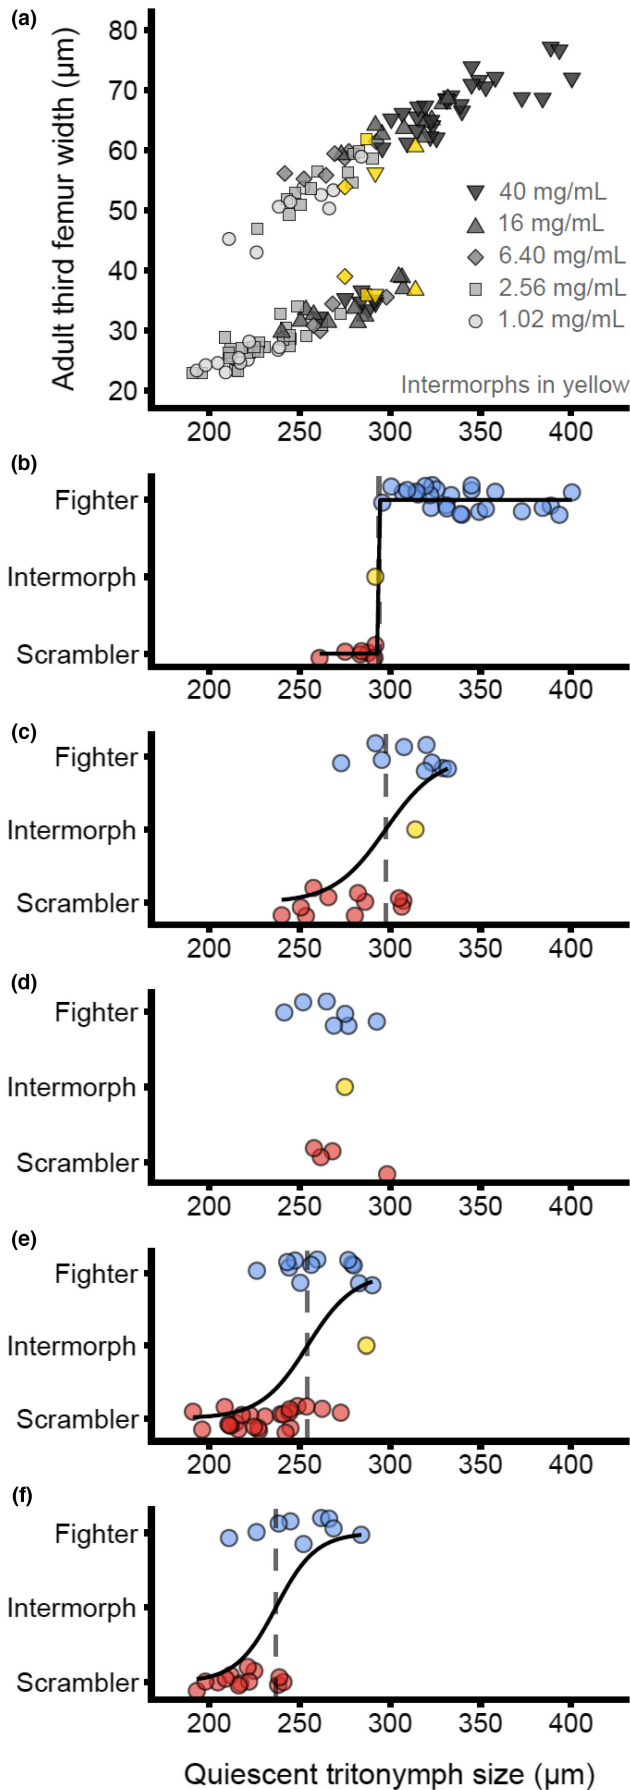 (a)
Adult third femur width (µm)
80
70
60
50
40
30
20
40 mg/mL
16 mg/mL
6.40 mg/mL
2.56 mg/mL
1.02 mg/mL
Intermorphs in yellow
200 250 300 350 400
(b)
Fighter
Intermorph
Scrambler
200 250 300 350 400
(c)
Fighter
Intermorph
Scrambler
200 250 300 350 400
(d)
Fighter
Intermorph
Scrambler
200 250 300 350 400
(e)
Fighter
Intermorph
Scrambler
200 250 300 350 400
(f)
Fighter
Intermorph
Scrambler
200 250 300 350 400
Quiescent tritonymph size (µm)